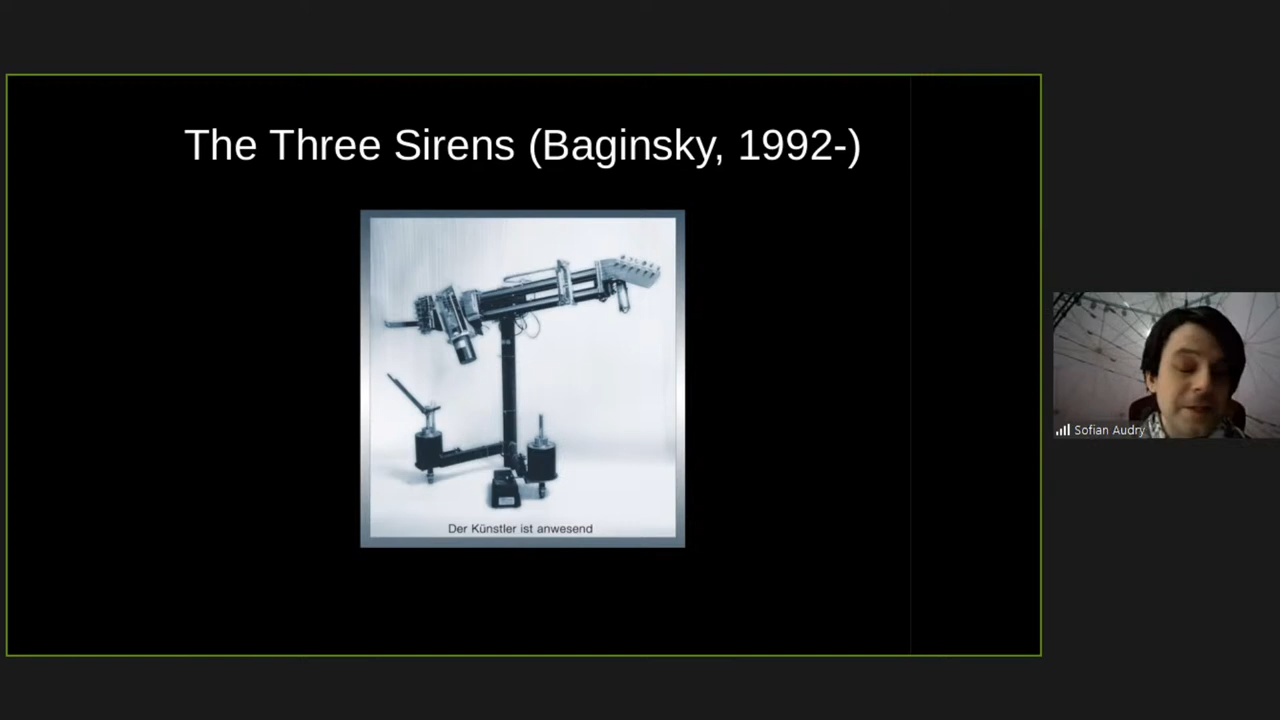 The Three Sirens (Baginsky, 1992-)
Der Künstler ist anwesend
Sofian Audry